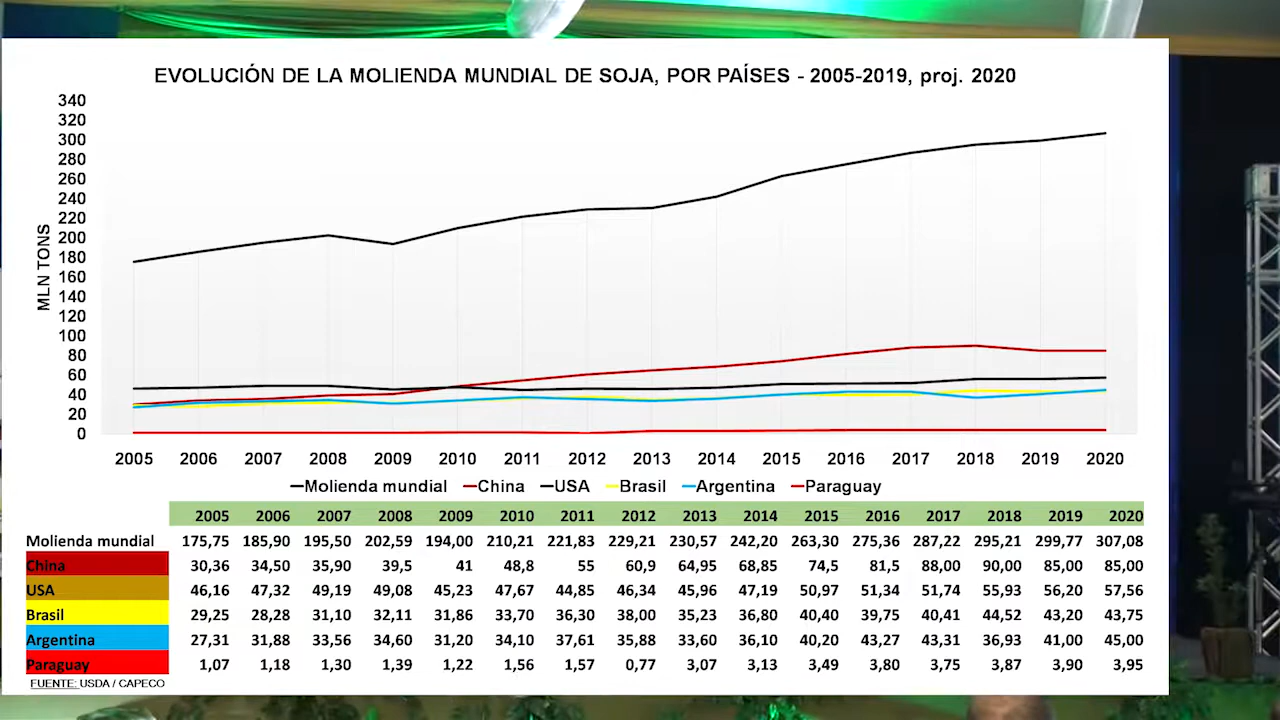 EVOLUCIÓN DE LA MOLIENDA MUNDIAL DE SOJA, POR PAÍSES - 2005-2019, proj. 2020
MLN TONS
340
320
300
280
260
240
220
200
180
160
140
120
100
80
60
40
20
0
2005 2006 2007 2008 2009 2010 2011 2012 2013 2014 2015 2016 2017 2018 2019 2020
Molienda mundial China USA Brasil Argentina Paraguay
2005 2006 2007 2008 2009 2010 2011 2012 2013 2014 2015 2016 2017 2018 2019 2020
Molienda mundial 175,75 185,90 195,50 202,59 194,00 210,21 221,83 229,21 230,57 242,20 263,30 275,36 287,22 295,21 299,77 307,08
China 30,36 34,50 35,90 39,5 41 48,8 55 60,9 64,95 68,85 74,5 81,5 88,00 90,00 85,00 85,00
USA 46,16 47,32 49,19 49,08 45,23 47,67 44,85 46,34 45,96 47,19 50,97 51,34 51,74 55,93 56,20 57,56
Brasil 29,25 28,28 31,10 32,11 31,86 33,70 36,30 38,00 35,23 36,80 40,40 39,75 40,41 44,52 43,20 43,75
Argentina 27,31 31,88 33,56 34,60 31,20 34,10 37,61 35,88 33,60 36,10 40,20 43,27 43,31 36,93 41,00 45,00
Paraguay 1,07 1,18 1,30 1,39 1,22 1,56 1,57 0,77 3,07 3,13 3,49 3,80 3,75 3,87 3,90 3,95
FUENTE: USDA / CAPECO